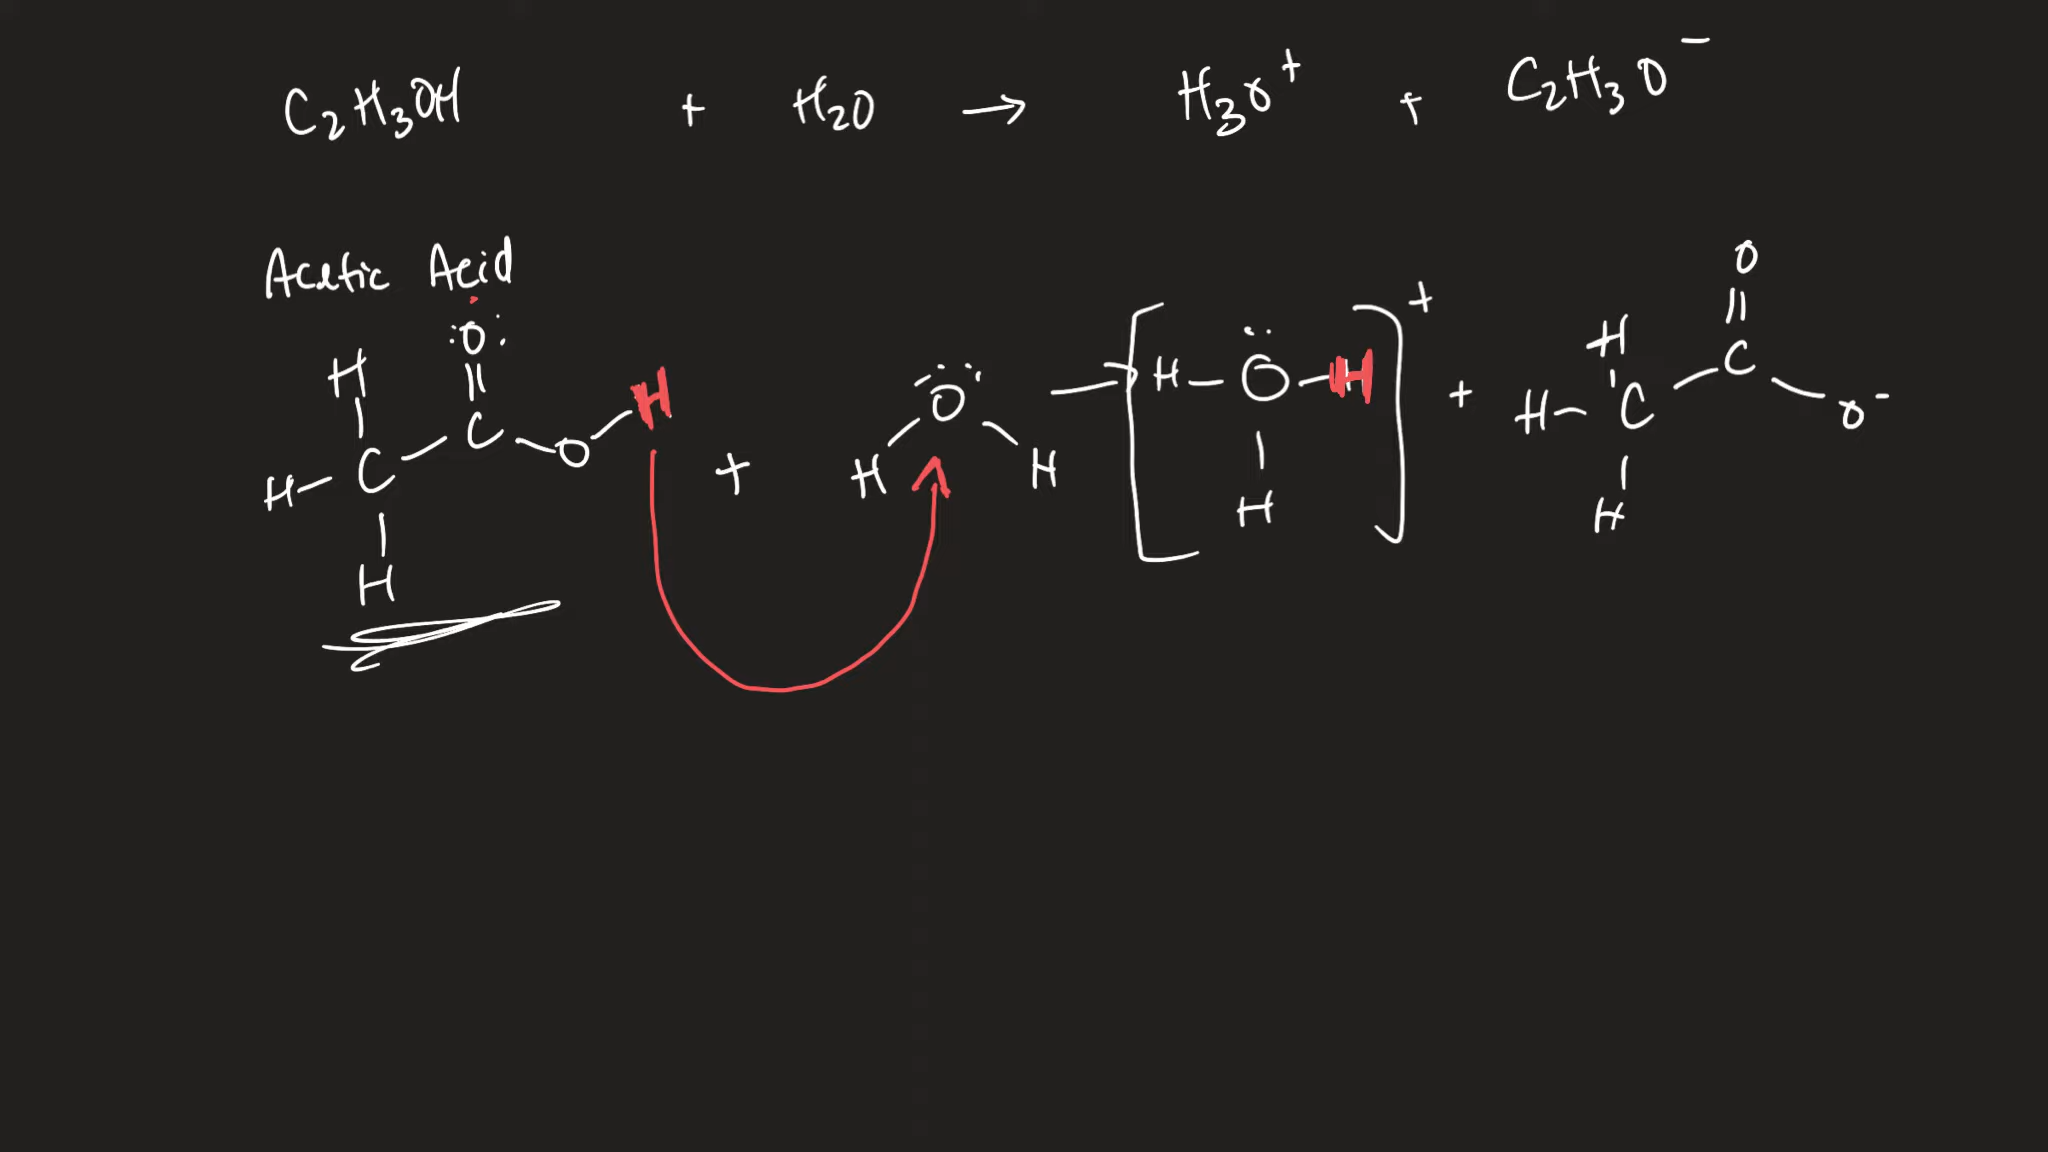 C₂H₃OH + H₂O → H₃O⁺ + C₂H₃O⁻
Acetic Acid
:O: O
H || H ·· [ ·· ]⁺ H ||
| C O H – O – H | C
H – C O + H H → | + H – C O⁻
| H |
H H